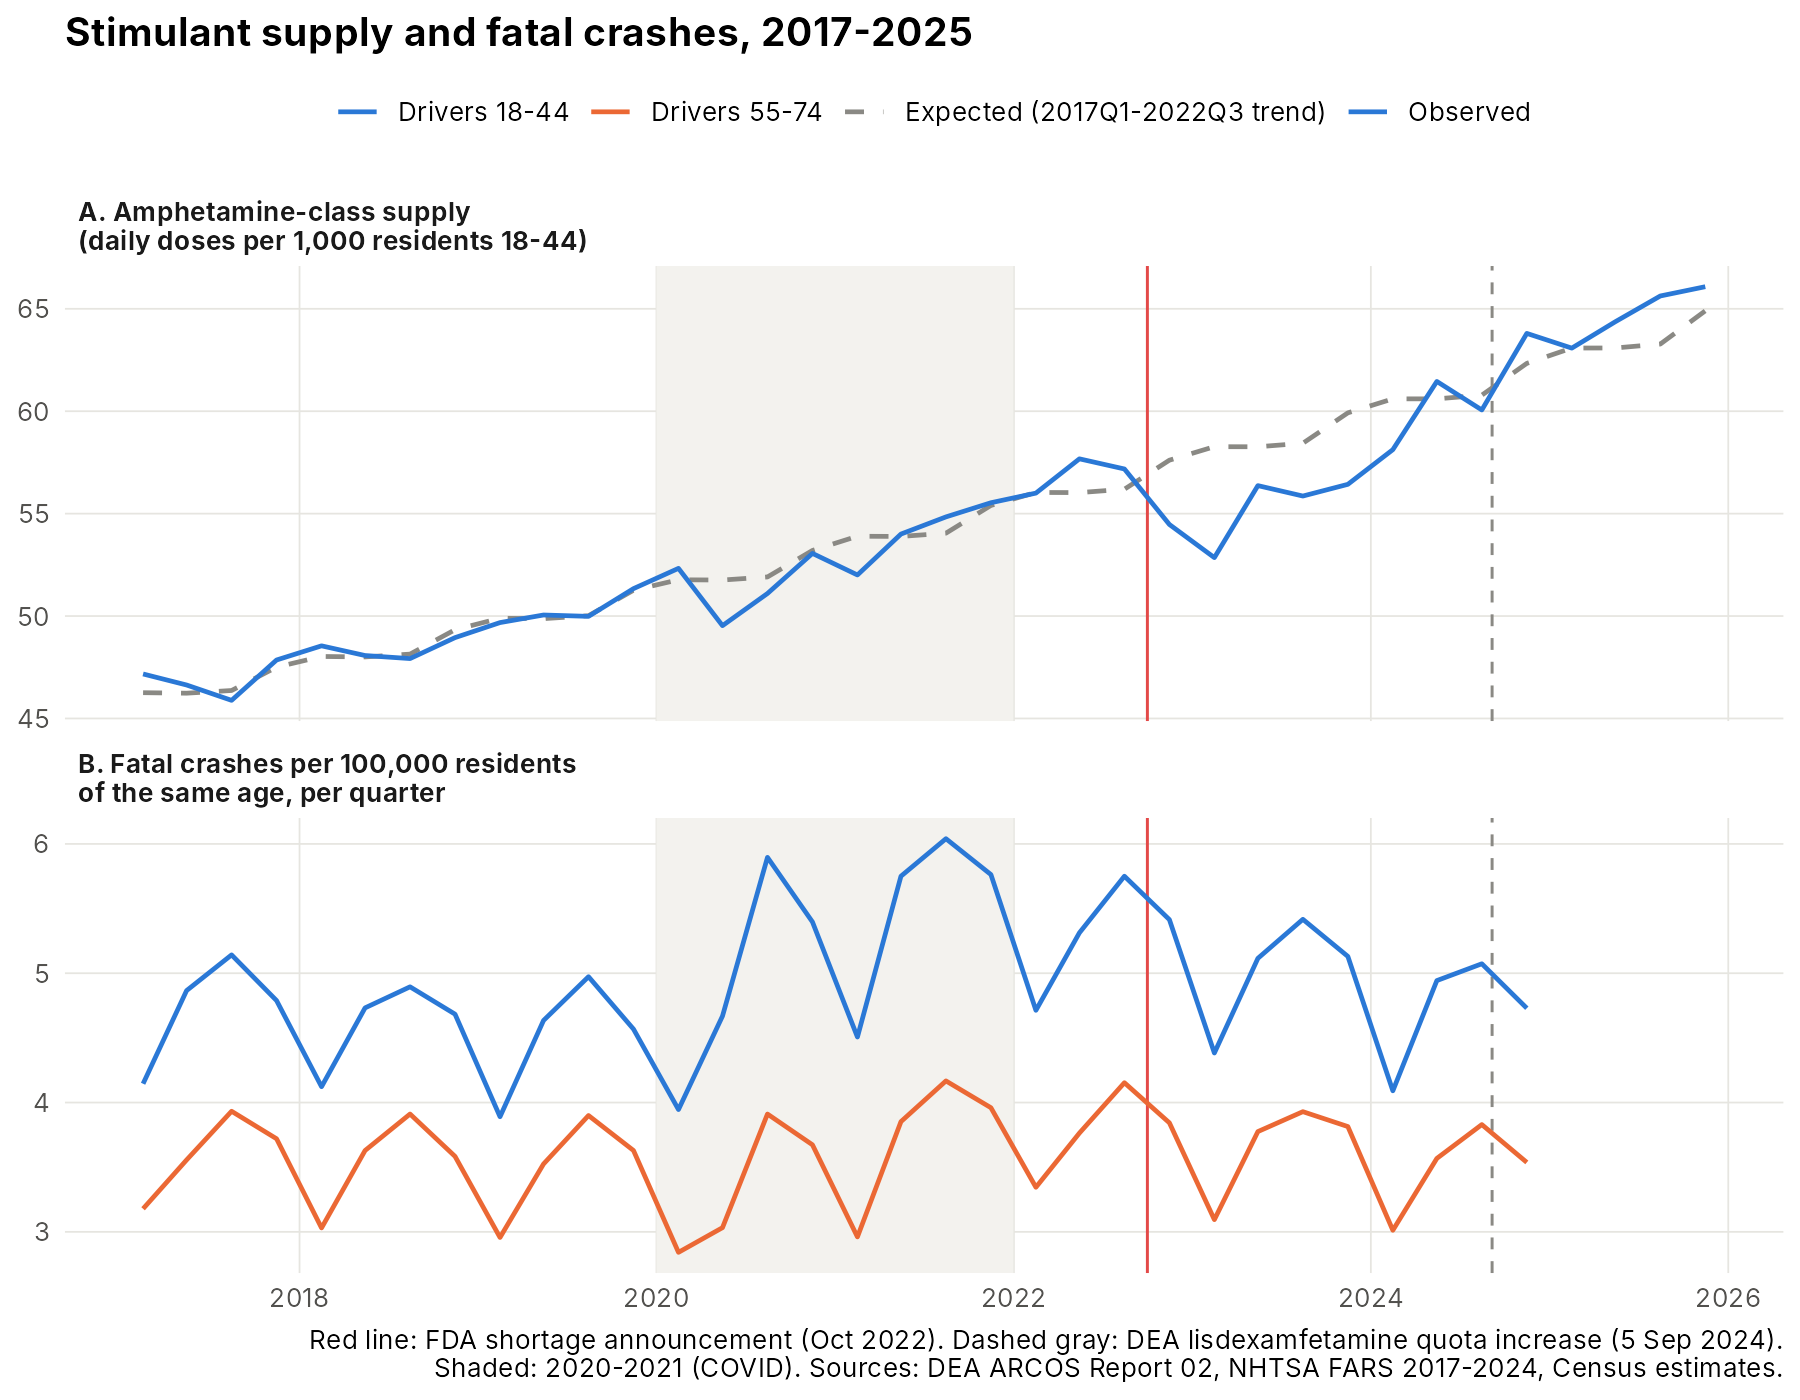 Stimulant supply and fatal crashes, 2017-2025
Drivers 18-44 Drivers 55-74 Expected (2017Q1-2022Q3 trend) Observed
A. Amphetamine-class supply
(daily doses per 1,000 residents 18-44)
65
60
55
50
45
B. Fatal crashes per 100,000 residents
of the same age, per quarter
6
5
4
3
2018 2020 2022 2024 2026
Red line: FDA shortage announcement (Oct 2022). Dashed gray: DEA lisdexamfetamine quota increase (5 Sep 2024).
Shaded: 2020-2021 (COVID). Sources: DEA ARCOS Report 02, NHTSA FARS 2017-2024, Census estimates.